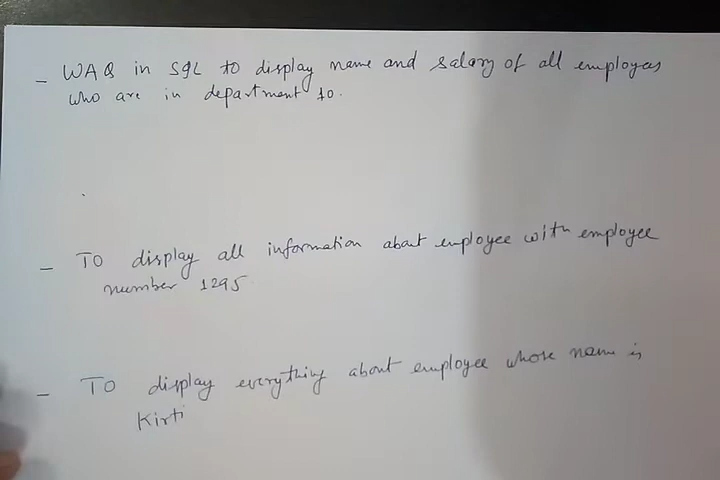 - WAQ in SQL to display name and salary of all employees
who are in department 10.
- TO display all information about employee with employee
number 1295
- TO display everything about employee whose name is
Kirti